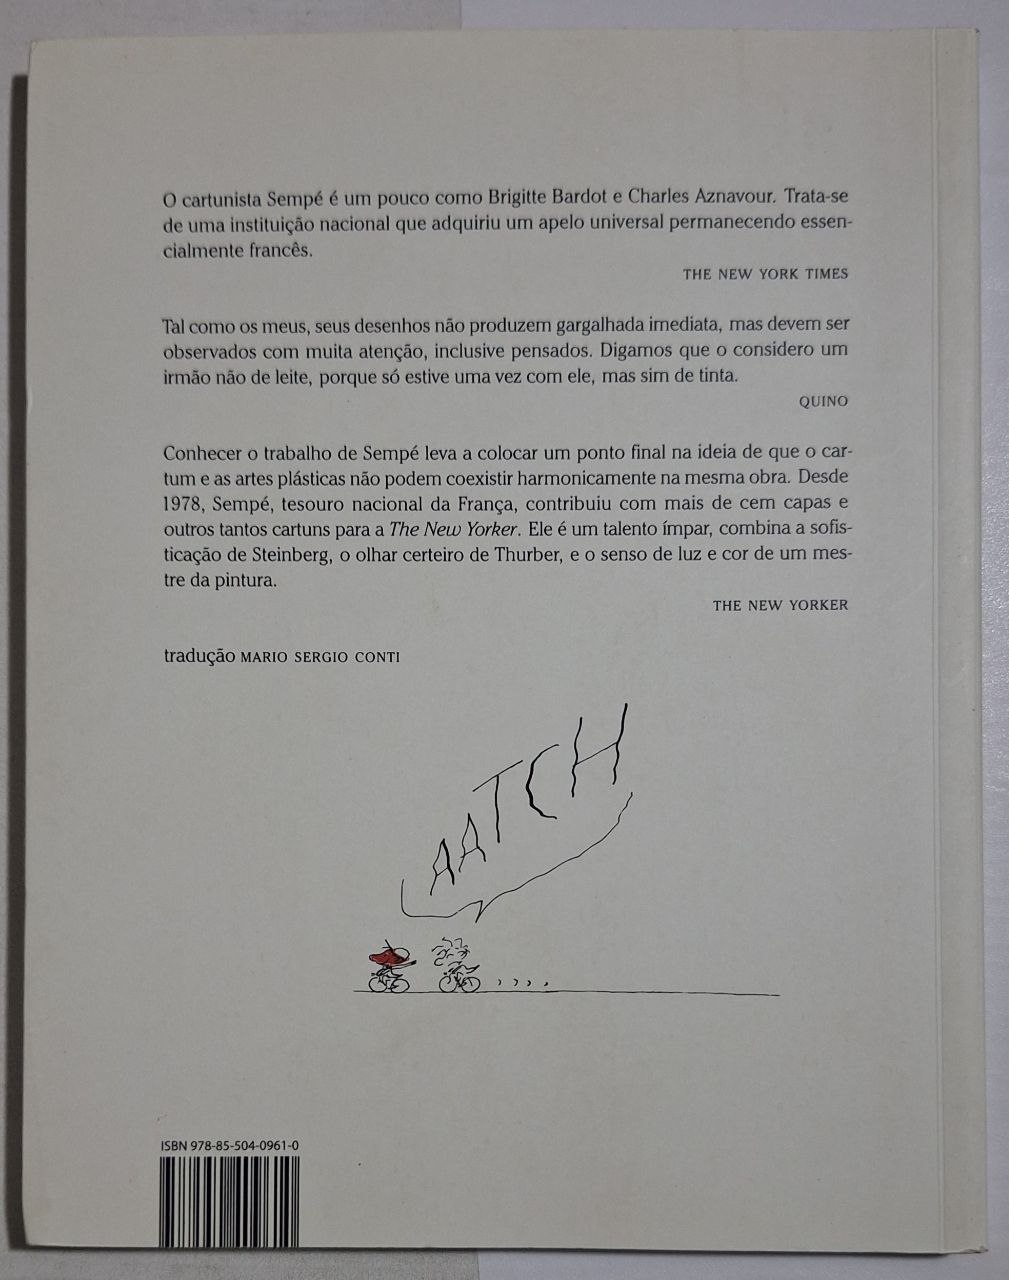 O cartunista Sempé é um pouco como Brigitte Bardot e Charles Aznavour. Trata-se
de uma instituição nacional que adquiriu um apelo universal permanecendo essen-
cialmente francês.
THE NEW YORK TIMES
Tal como os meus, seus desenhos não produzem gargalhada imediata, mas devem ser
observados com muita atenção, inclusive pensados. Digamos que o considero um
irmão não de leite, porque só estive uma vez com ele, mas sim de tinta.
QUINO
Conhecer o trabalho de Sempé leva a colocar um ponto final na ideia de que o car-
tum e as artes plásticas não podem coexistir harmonicamente na mesma obra. Desde
1978, Sempé, tesouro nacional da França, contribuiu com mais de cem capas e
outros tantos cartuns para a The New Yorker. Ele é um talento ímpar, combina a sofis-
ticação de Steinberg, o olhar certeiro de Thurber, e o senso de luz e cor de um mes-
tre da pintura.
THE NEW YORKER
tradução MARIO SERGIO CONTI
AATCH
ISBN 978-85-504-0961-0